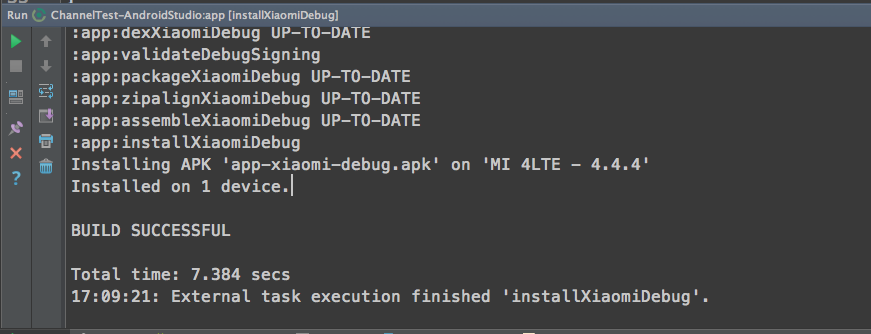 Run ChannelTest-AndroidStudio:app [installXiaomiDebug]
:app:dexXiaomiDebug UP-TO-DATE
:app:validateDebugSigning
:app:packageXiaomiDebug UP-TO-DATE
:app:zipalignXiaomiDebug UP-TO-DATE
:app:assembleXiaomiDebug UP-TO-DATE
:app:installXiaomiDebug
Installing APK 'app-xiaomi-debug.apk' on 'MI 4LTE - 4.4.4'
Installed on 1 device.
BUILD SUCCESSFUL
Total time: 7.384 secs
17:09:21: External task execution finished 'installXiaomiDebug'.